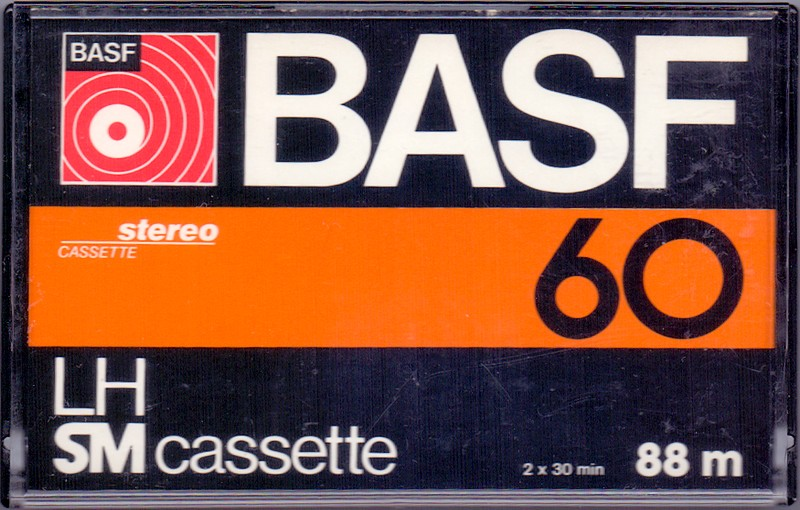 BASF
BASF
stereo
CASSETTE
60
LH
SM cassette
2 x 30 min
88 m